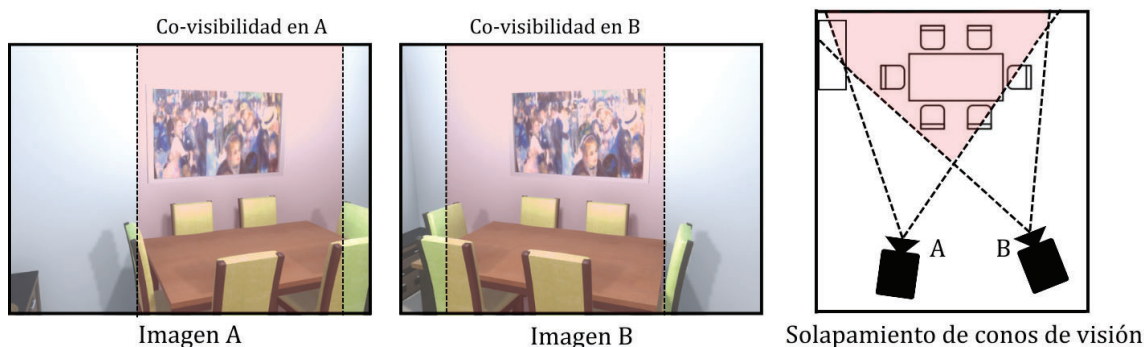 Co-visibilidad en A
Co-visibilidad en B
A
B
Imagen A
Imagen B
Solapamiento de conos de visión